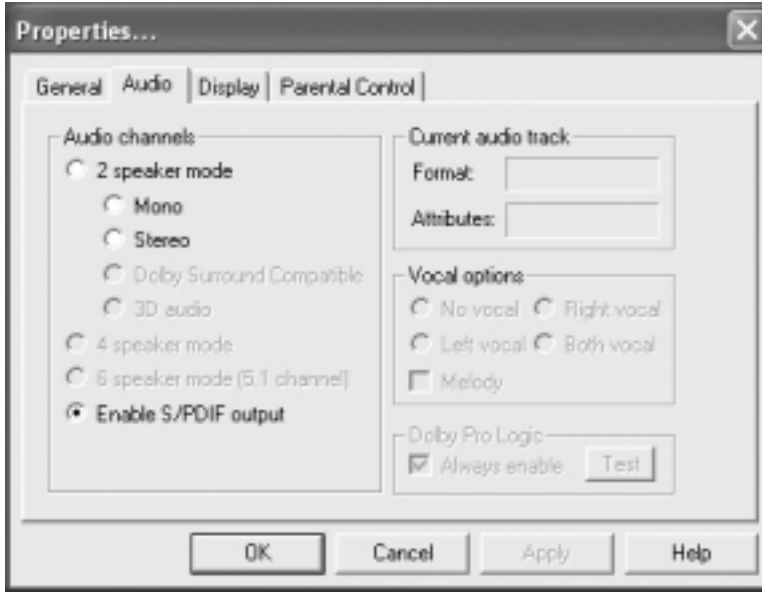 Properties...
General Audio Display Parental Control
Audio channels
2 speaker mode
Mono
Stereo
Dolby Surround Compatible
3D audio
4 speaker mode
6 speaker mode (5.1 channel)
Enable S/PDIF output
Current audio track
Format:
Attributes:
Vocal options
No vocal Right vocal
Left vocal Both vocal
Melody
Dolby Pro Logic
Always enable Test
OK Cancel Apply Help